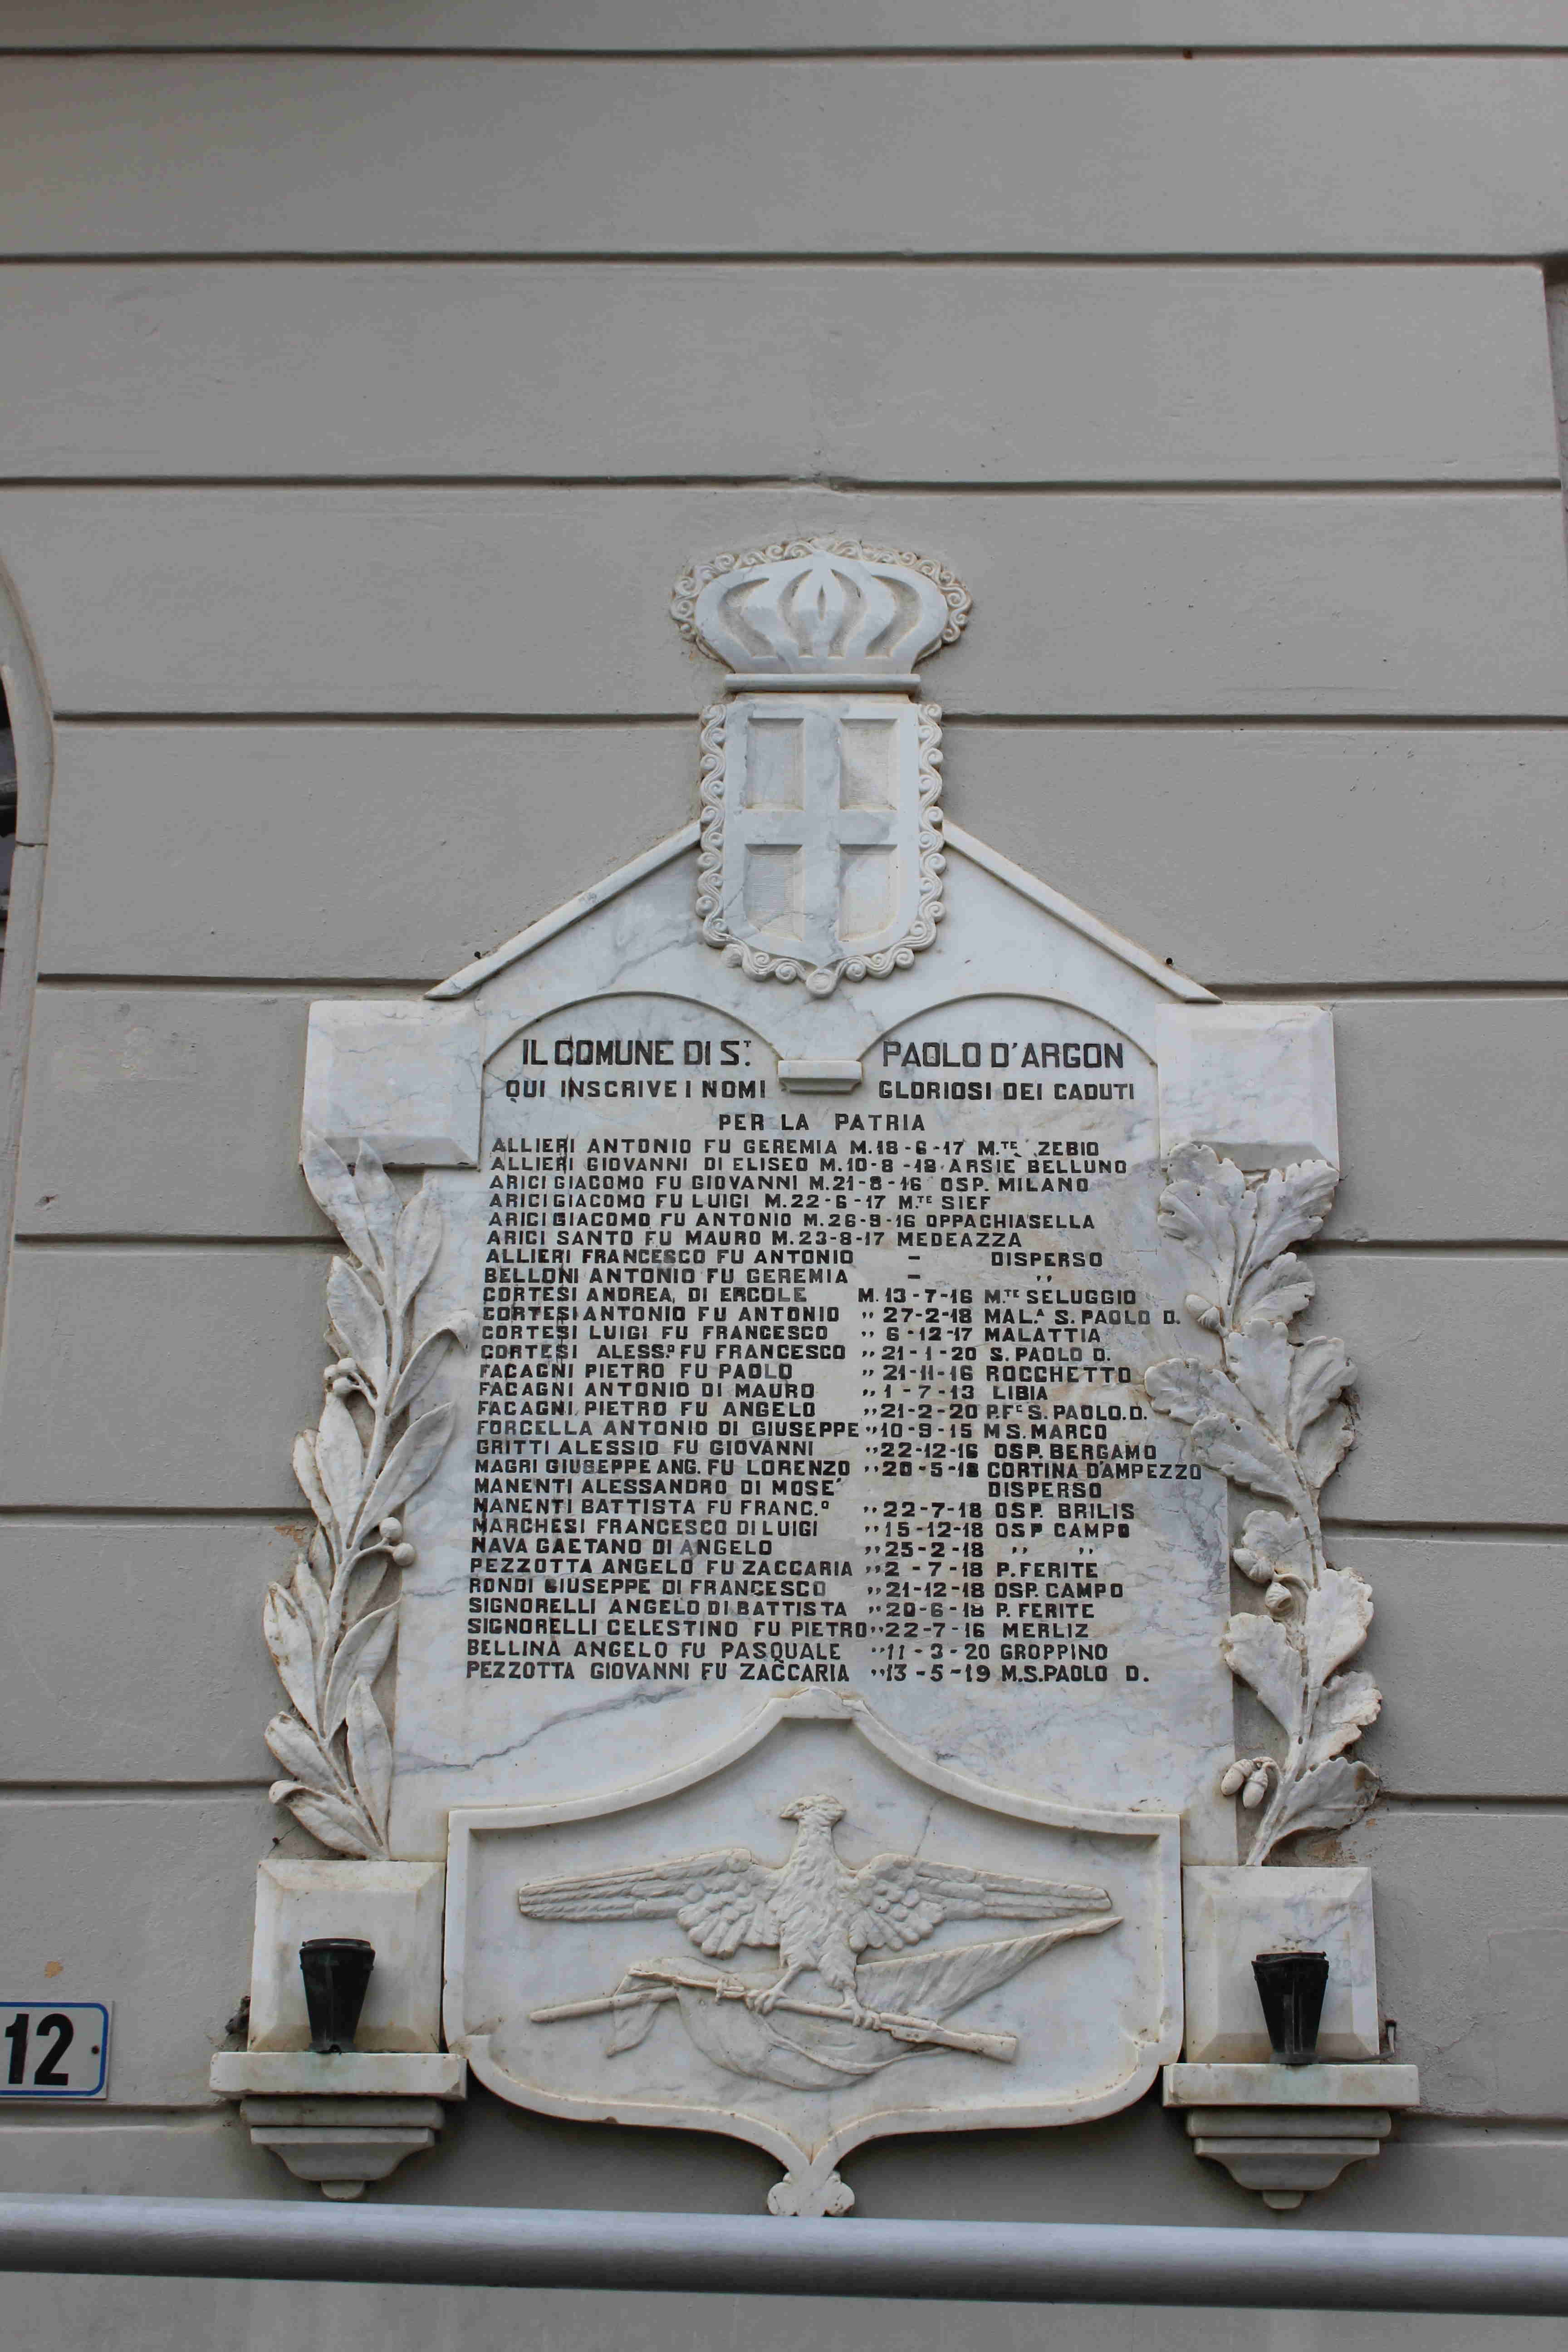 IL COMUNE DI S.T PAOLO D'ARGON
QUI INSCRIVE I NOMI GLORIOSI DEI CADUTI
PER LA PATRIA
ALLIERI ANTONIO FU GEREMIA M.18-6-17 M.TE ZEBIO
ALLIERI GIOVANNI DI ELISEO M.10-8-18 ARSIE BELLUNO
ARICI GIACOMO FU GIOVANNI M.21-8-16 OSP. MILANO
ARICI GIACOMO FU LUIGI M.22-6-17 M.TE SIEF
ARICI GIACOMO FU ANTONIO M.26-9-16 OPPACHIASELLA
ARICI SANTO FU MAURO M.23-8-17 MEDEAZZA
ALLIERI FRANCESCO FU ANTONIO - DISPERSO
BELLONI ANTONIO FU GEREMIA - ,,
CORTESI ANDREA DI ERCOLE M.13-7-16 M.TE SELUGGIO
CORTESI ANTONIO FU ANTONIO ,, 27-2-18 MAL.A S. PAOLO D.
CORTESI LUIGI FU FRANCESCO ,, 6-12-17 MALATTIA
CORTESI ALESS.O FU FRANCESCO ,, 21-1-20 S. PAOLO D.
FACAGNI PIETRO FU PAOLO ,, 21-11-16 ROCCHETTO
FACAGNI ANTONIO DI MAURO ,, 1-7-13 LIBIA
FACAGNI PIETRO FU ANGELO ,, 21-2-20 P.FE S. PAOLO.D.
FORCELLA ANTONIO DI GIUSEPPE ,, 10-9-15 M S. MARCO
GRITTI ALESSIO FU GIOVANNI ,, 22-12-16 OSP. BERGAMO
MAGRI GIUSEPPE ANG. FU LORENZO ,, 20-5-18 CORTINA D'AMPEZZO
MANENTI ALESSANDRO DI MOSE' DISPERSO
MANENTI BATTISTA FU FRANC.O ,, 22-7-18 OSP. BRILIS
MARCHESI FRANCESCO DI LUIGI ,, 15-12-18 OSP CAMPO
NAVA GAETANO DI ANGELO ,, 25-2-18 ,, ,,
PEZZOTTA ANGELO FU ZACCARIA ,, 2-7-18 P. FERITE
RONDI GIUSEPPE DI FRANCESCO ,, 21-12-18 OSP. CAMPO
SIGNORELLI ANGELO DI BATTISTA ,, 20-6-18 P. FERITE
SIGNORELLI CELESTINO FU PIETRO ,, 22-7-16 MERLIZ
BELLINA ANGELO FU PASQUALE ,, 11-3-20 GROPPINO
PEZZOTTA GIOVANNI FU ZACCARIA ,, 13-5-19 M.S.PAOLO D.
12